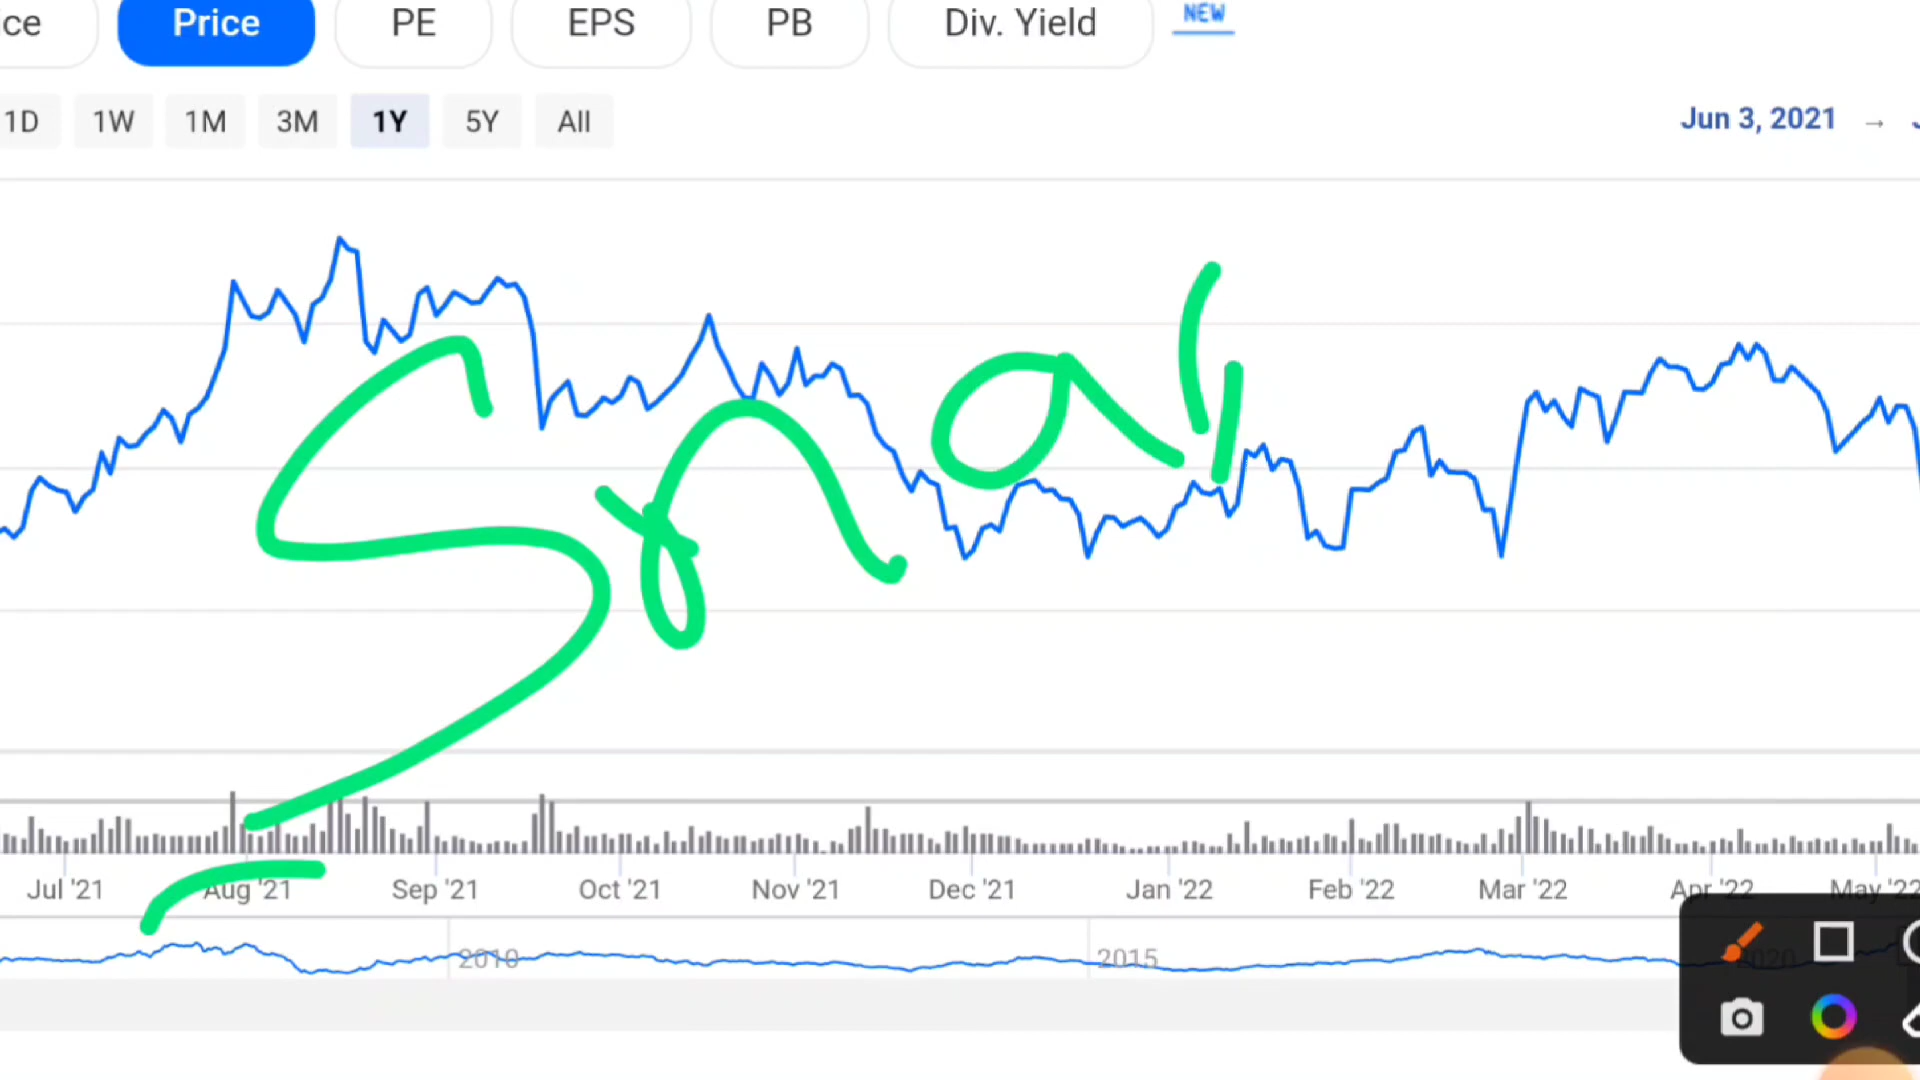 ce Price PE EPS PB Div. Yield NEW
1D 1W 1M 3M 1Y 5Y All Jun 3, 2021 →
Jul '21 Aug '21 Sep '21 Oct '21 Nov '21 Dec '21 Jan '22 Feb '22 Mar '22 Apr '22 May '22
2010 2015 2020